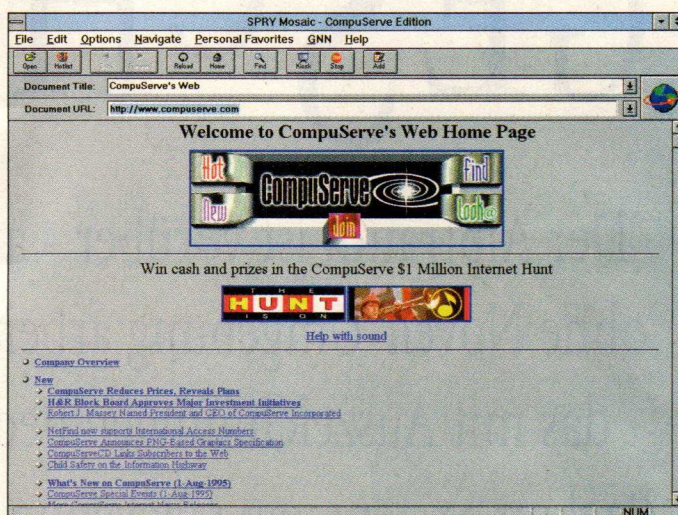 SPRY Mosaic - CompuServe Edition
File Edit Options Navigate Personal Favorites GNN Help
Open Hotlist Reload Home Find Kiosk Stop Add
Document Title: CompuServe's Web
Document URL: http://www.compuserve.com
Welcome to CompuServe's Web Home Page
Hot Find
CompuServe
New Look@
Join
Win cash and prizes in the CompuServe $1 Million Internet Hunt
THE
HUNT
IS ON
Help with sound
Company Overview
New
CompuServe Reduces Prices, Reveals Plans
H&R Block Board Approves Major Investment Initiatives
Robert J. Massey Named President and CEO of CompuServe Incorporated
NetFind now supports International Access Numbers
CompuServe Announces PNG-Based Graphics Specification
CompuServeCD Links Subscribers to the Web
Child Safety on the Information Highway
What's New on CompuServe (1-Aug-1995)
CompuServe Special Events (1-Aug-1995)
More CompuServe Internet News Releases
NUM